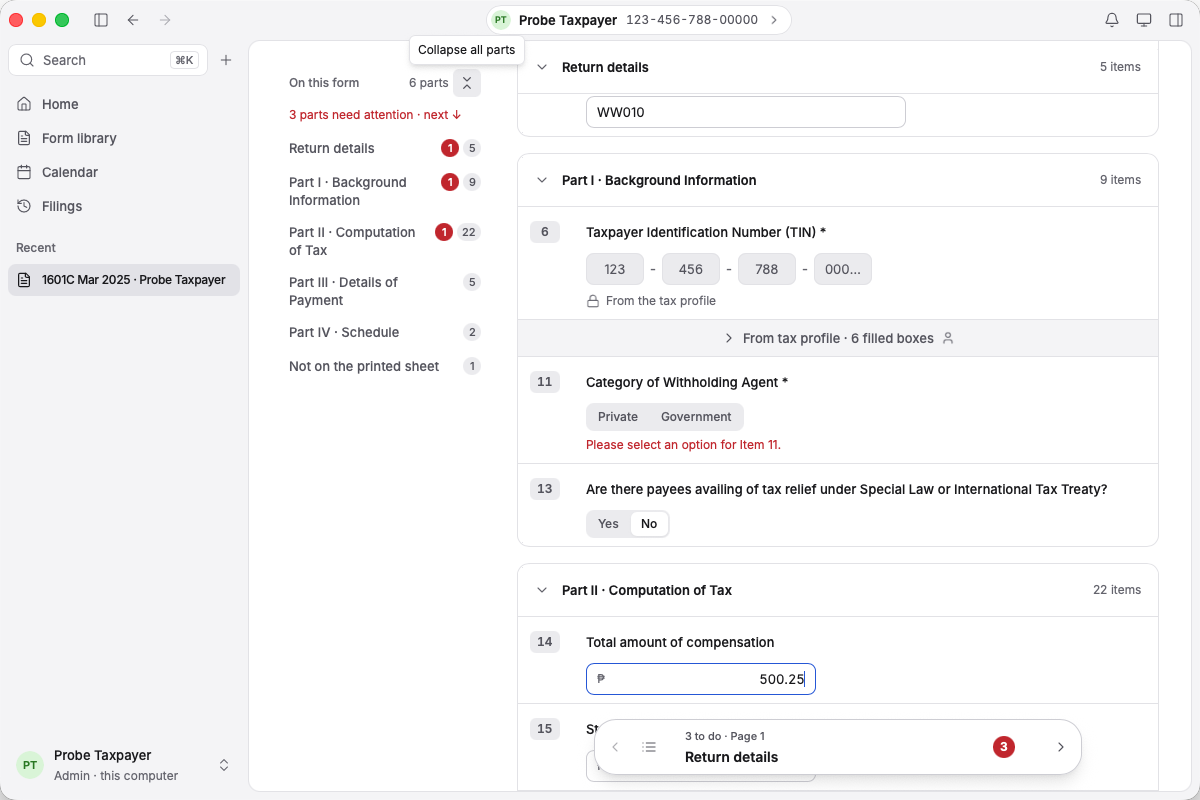 PT Probe Taxpayer 123-456-788-00000
Search ⌘K
Collapse all parts
Home
Form library
Calendar
Filings
Recent
1601C Mar 2025 · Probe Taxpayer
PT Probe Taxpayer
Admin · this computer
On this form 6 parts
3 parts need attention · next ↓
Return details 1 5
Part I · Background 1 9
Information
Part II · Computation 1 22
of Tax
Part III · Details of 5
Payment
Part IV · Schedule 2
Not on the printed sheet 1
Return details 5 items
WW010
Part I · Background Information 9 items
6 Taxpayer Identification Number (TIN) *
123 - 456 - 788 - 000...
From the tax profile
From tax profile · 6 filled boxes
11 Category of Withholding Agent *
Private Government
Please select an option for Item 11.
13 Are there payees availing of tax relief under Special Law or International Tax Treaty?
Yes No
Part II · Computation of Tax 22 items
14 Total amount of compensation
₱ 500.25
15
3 to do · Page 1
Return details 3